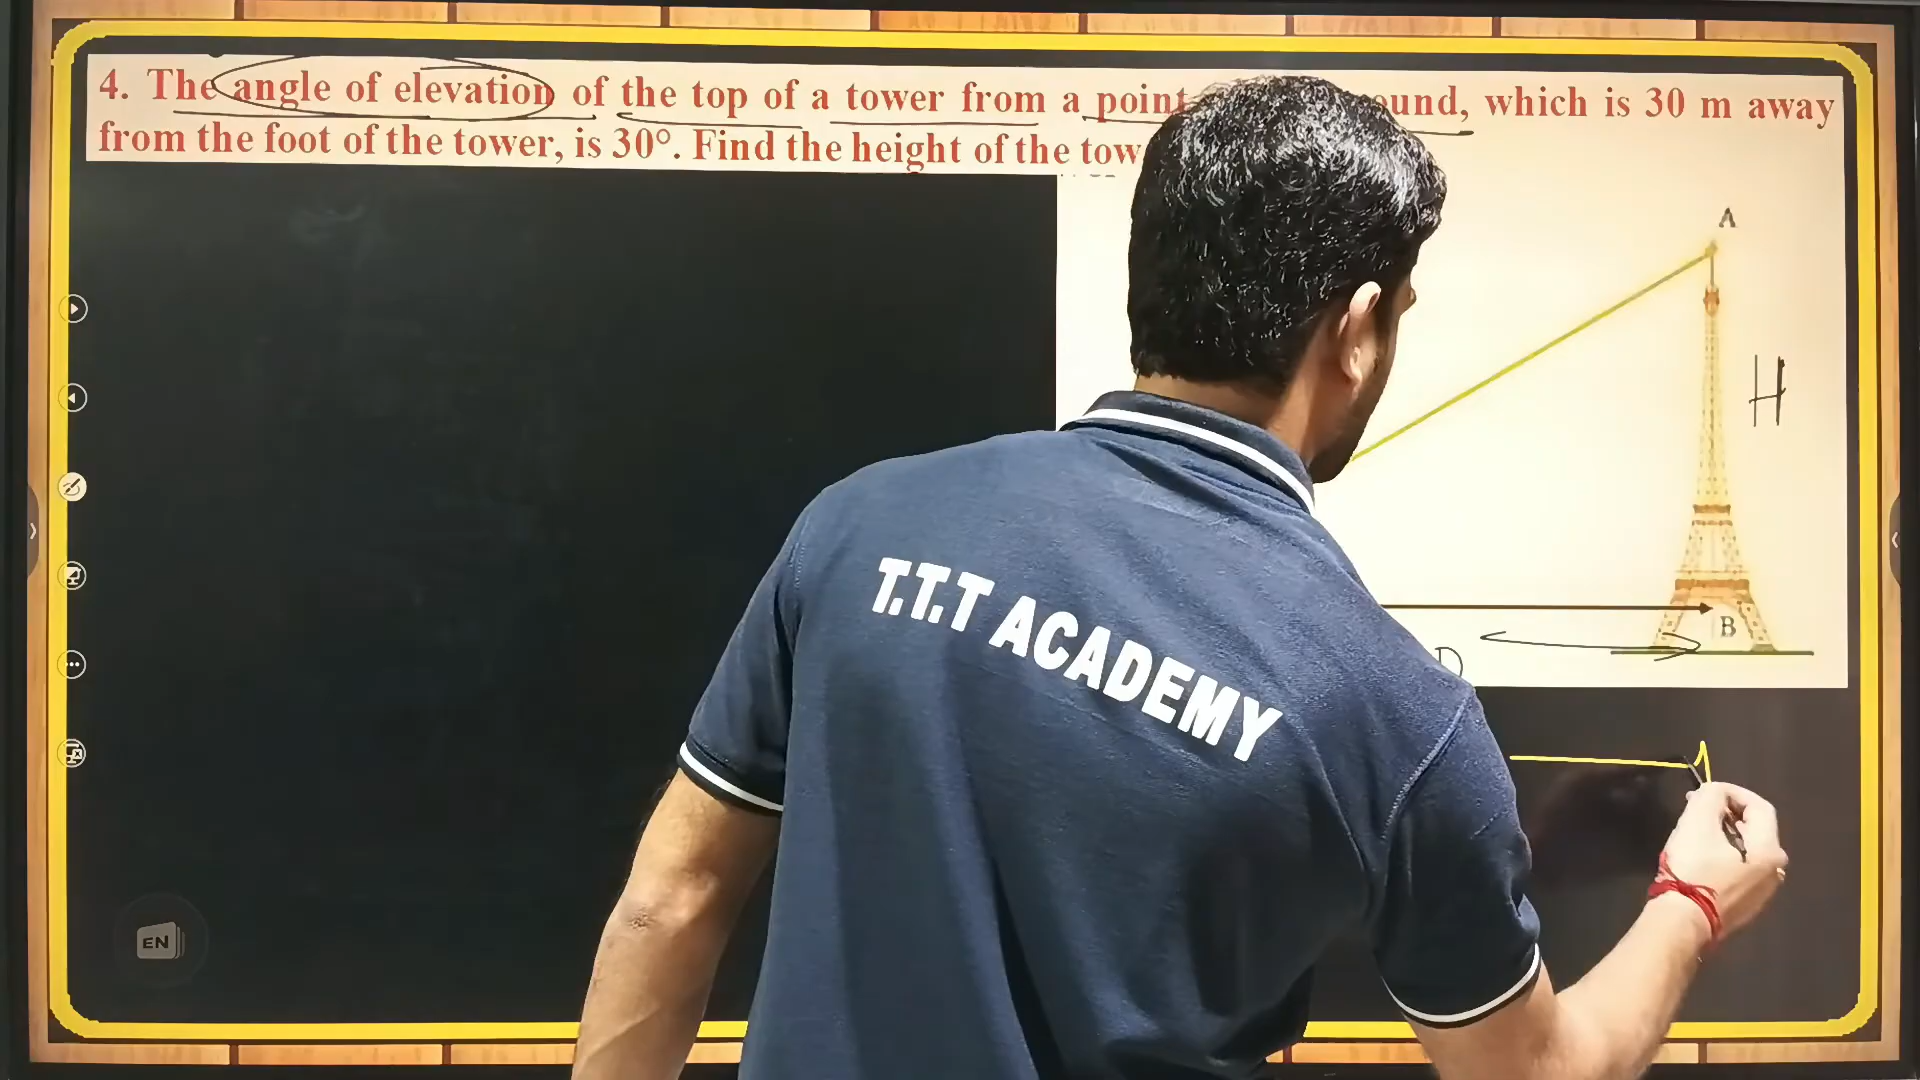 4. The angle of elevation of the top of a tower from a point ound, which is 30 m away
from the foot of the tower, is 30°. Find the height of the tow
A
H
B
D
T.T.T ACADEMY
EN